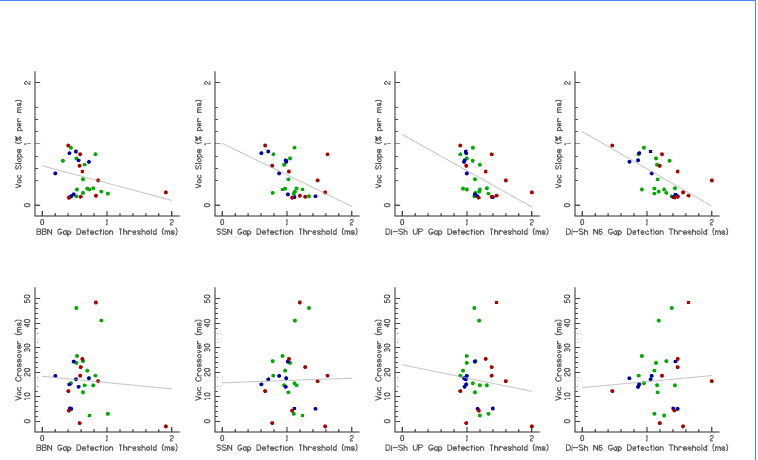 Voc Slope (% per ms)
0 1 2
0 1 2
BBN Gap Detection Threshold (ms)
Voc Slope (% per ms)
0 1 2
0 1 2
SSN Gap Detection Threshold (ms)
Voc Slope (% per ms)
0 1 2
0 1 2
Di-Sh UP Gap Detection Threshold (ms)
Voc Slope (% per ms)
0 1 2
0 1 2
Di-Sh N6 Gap Detection Threshold (ms)
Voc Crossover (ms)
0 10 20 30 40 50
0 1 2
BBN Gap Detection Threshold (ms)
Voc Crossover (ms)
0 10 20 30 40 50
0 1 2
SSN Gap Detection Threshold (ms)
Voc Crossover (ms)
0 10 20 30 40 50
0 1 2
Di-Sh UP Gap Detection Threshold (ms)
Voc Crossover (ms)
0 10 20 30 40 50
0 1 2
Di-Sh N6 Gap Detection Threshold (ms)